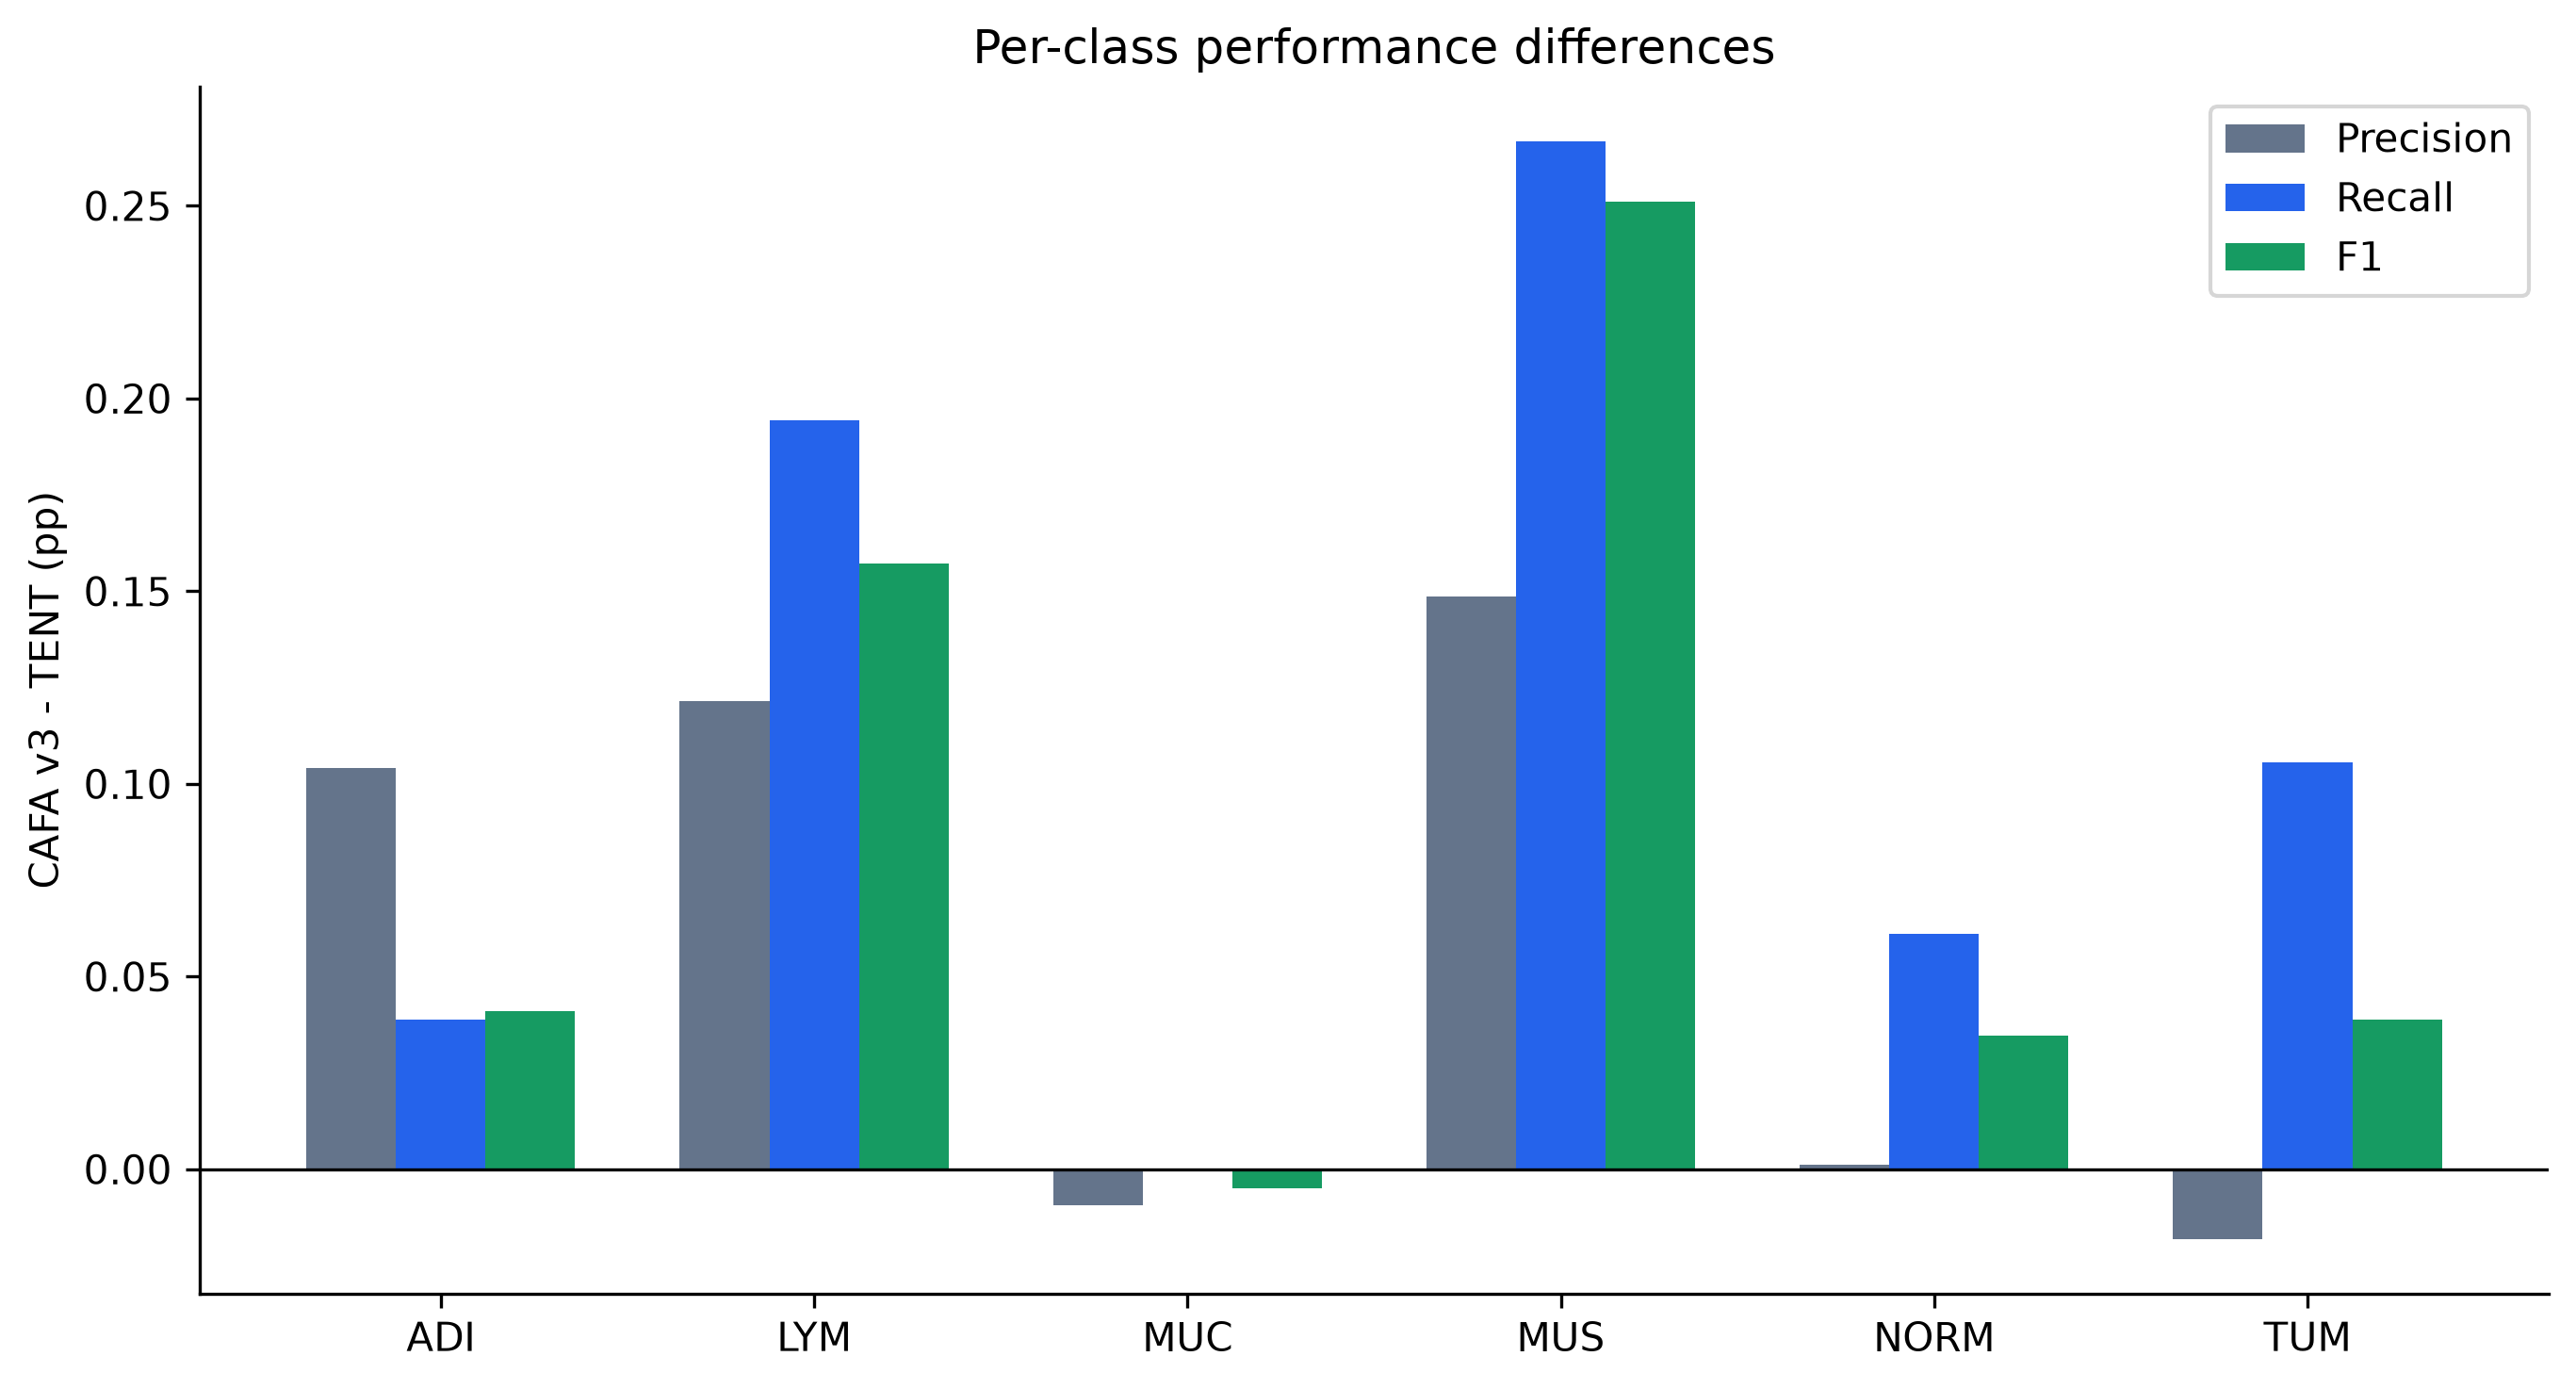 Per-class performance differences
Precision
Recall
F1
CAFA v3 - TENT (pp)
0.25
0.20
0.15
0.10
0.05
0.00
ADI LYM MUC MUS NORM TUM